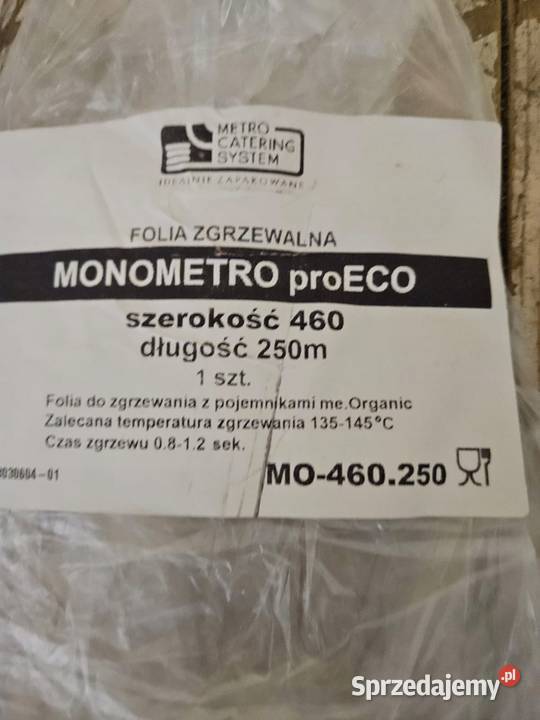 METRO
CATERING
SYSTEM
IDEALNIE ZAPAKOWANE
FOLIA ZGRZEWALNA
MONOMETRO proECO
szerokość 460
długość 250m
1 szt.
Folia do zgrzewania z pojemnikami me.Organic
Zalecana temperatura zgrzewania 135-145°C
Czas zgrzewu 0.8-1.2 sek.
MO-460.250
Sprzedajemy.pl